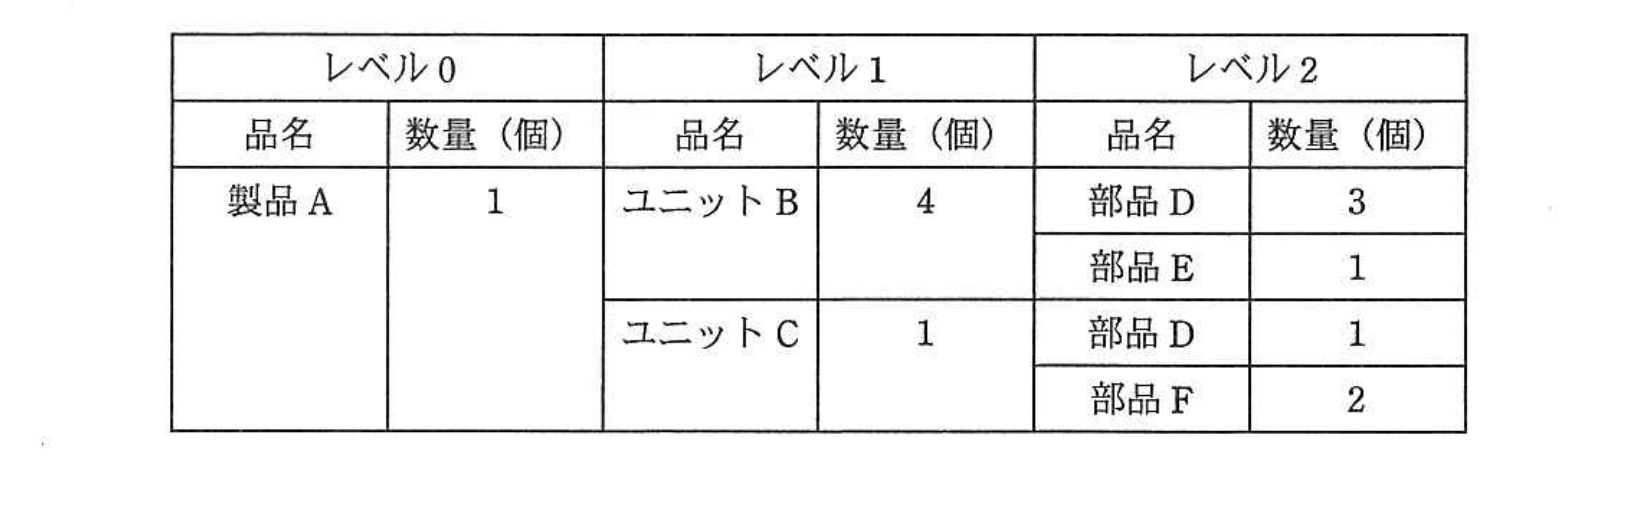 レベル 0 レベル 1 レベル 2
品名 数量（個） 品名 数量（個） 品名 数量（個）
製品 A 1 ユニット B 4 部品 D 3
部品 E 1
ユニット C 1 部品 D 1
部品 F 2